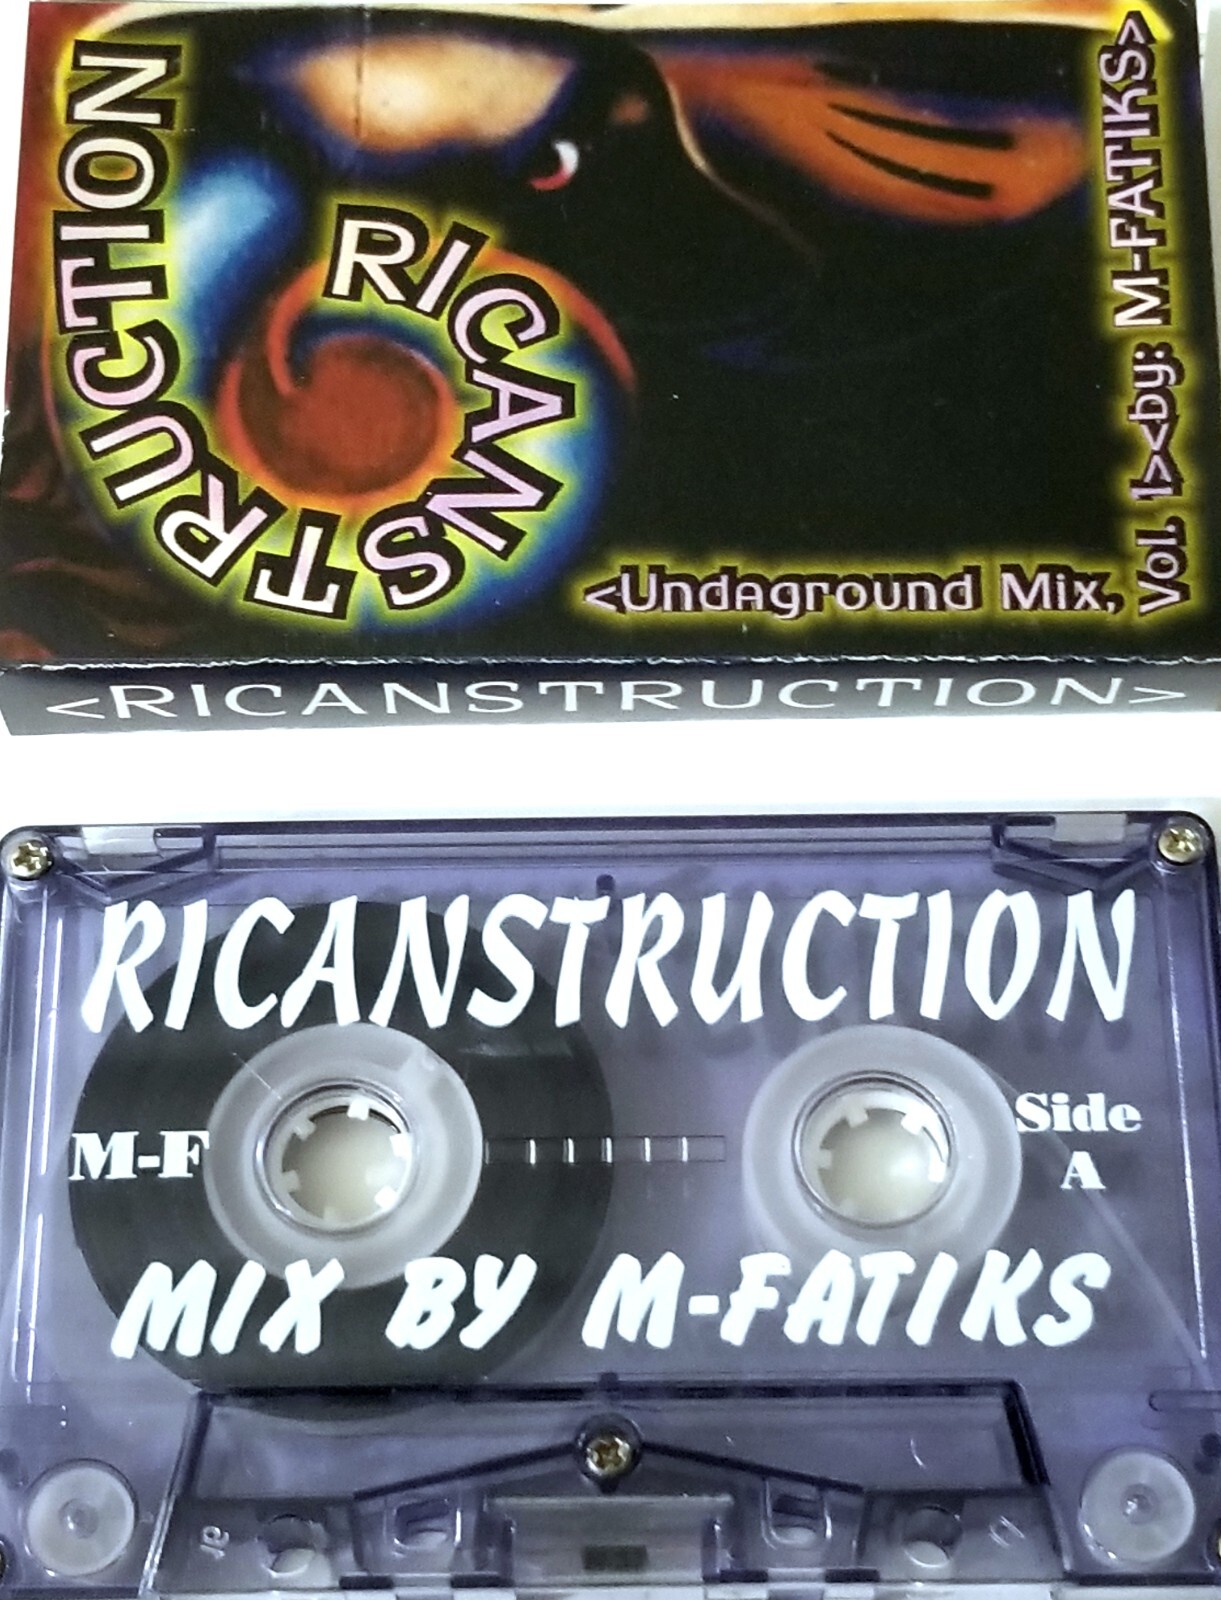 RICANSTRUCTION
<Undaground Mix, Vol. 1><by: M-FATIKS>
<RICANSTRUCTION>
RICANSTRUCTION
M-F
Side
A
MIX BY M-FATIKS